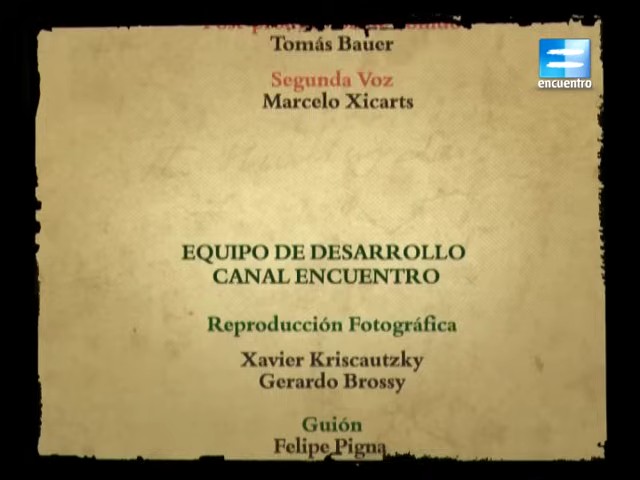 Tomás Bauer
encuentro
Segunda Voz
Marcelo Xicarts
EQUIPO DE DESARROLLO
CANAL ENCUENTRO
Reproducción Fotográfica
Xavier Kriscautzky
Gerardo Brossy
Guión
Felipe Pigna